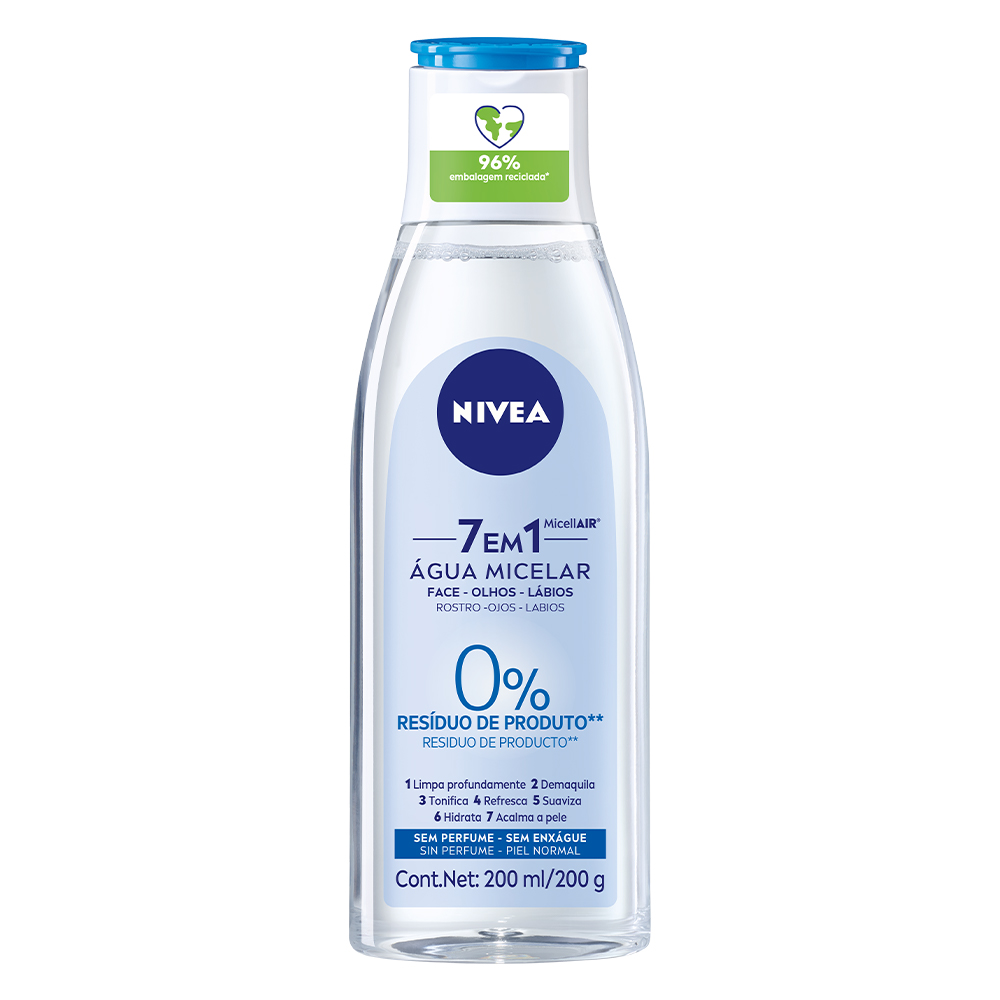 96%
embalagem reciclada*
NIVEA
7EM1 MicellAIR®
ÁGUA MICELAR
FACE - OLHOS - LÁBIOS
ROSTRO -OJOS - LABIOS
0%
RESÍDUO DE PRODUTO**
RESIDUO DE PRODUCTO**
1 Limpa profundamente 2 Demaquila
3 Tonifica 4 Refresca 5 Suaviza
6 Hidrata 7 Acalma a pele
SEM PERFUME - SEM ENXÁGUE
SIN PERFUME - PIEL NORMAL
Cont.Net: 200 ml/200 g